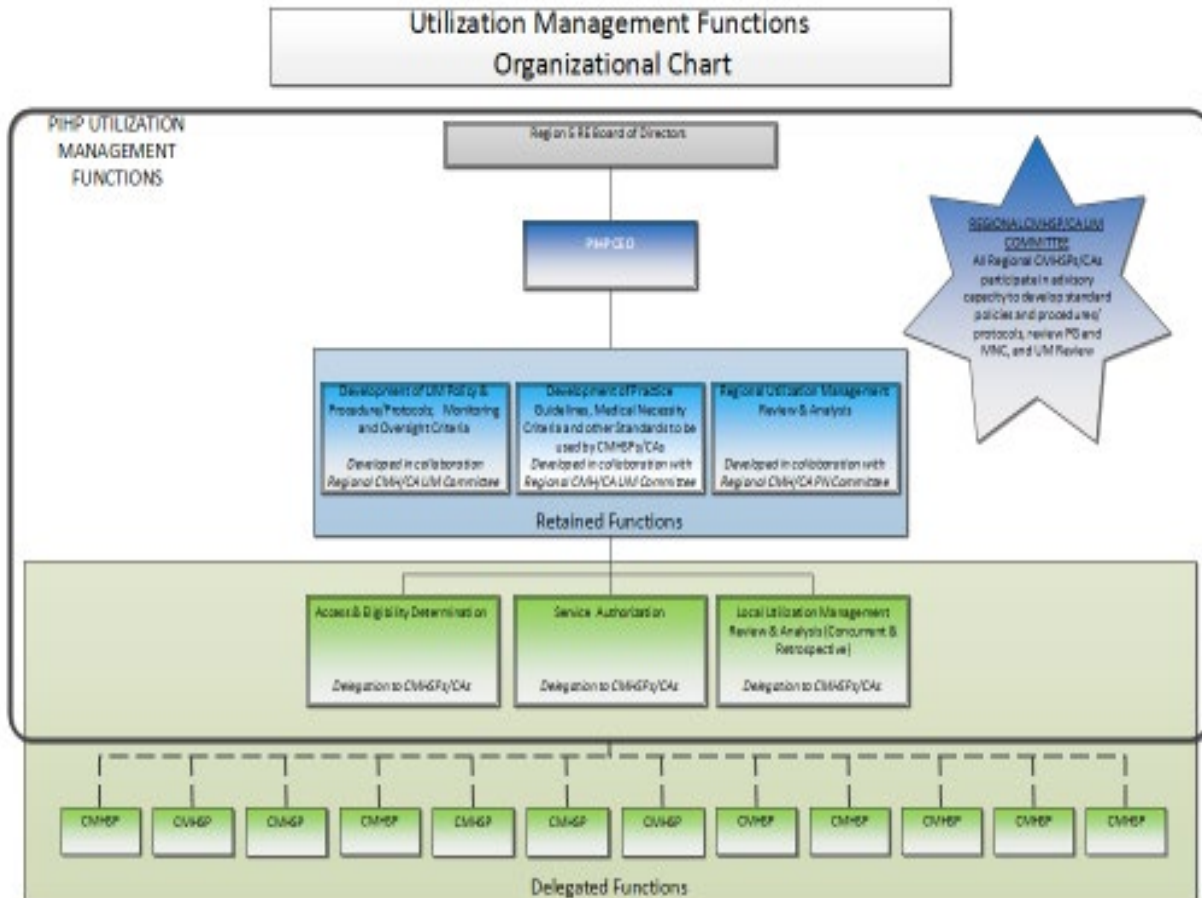 Utilization Management Functions
Organizational Chart
PIHP UTILIZATION
MANAGEMENT
FUNCTIONS
Region 5 RE Board of Directors
PIHP CEO
REGIONAL CMHSP/CA UM
COMMITTEE
All Regional CMHSPs/CAs
participate in advisory
capacity to develop standard
policies and procedures/
protocols, review PG and
MNC, and UM Review
Development of UM Policy &
Procedure/Protocols; Monitoring
and Oversight Criteria
Developed in collaboration
Regional CMH/CA UM Committee
Development of Practice
Guidelines, Medical Necessity
Criteria and other Standards to be
used by CMHSPs/CAs
Developed in collaboration with
Regional CMH/CA UM Committee
Regional Utilization Management
Review & Analysis
Developed in collaboration with
Regional CMH/CA PN Committee
Retained Functions
Access & Eligibility Determination
Delegation to CMHSPs/CAs
Service Authorization
Delegation to CMHSPs/CAs
Local Utilization Management
Review & Analysis (Concurrent &
Retrospective)
Delegation to CMHSPs/CAs
CMHSP
CMHSP
CMHSP
CMHSP
CMHSP
CMHSP
CMHSP
CMHSP
CMHSP
CMHSP
CMHSP
CMHSP
Delegated Functions